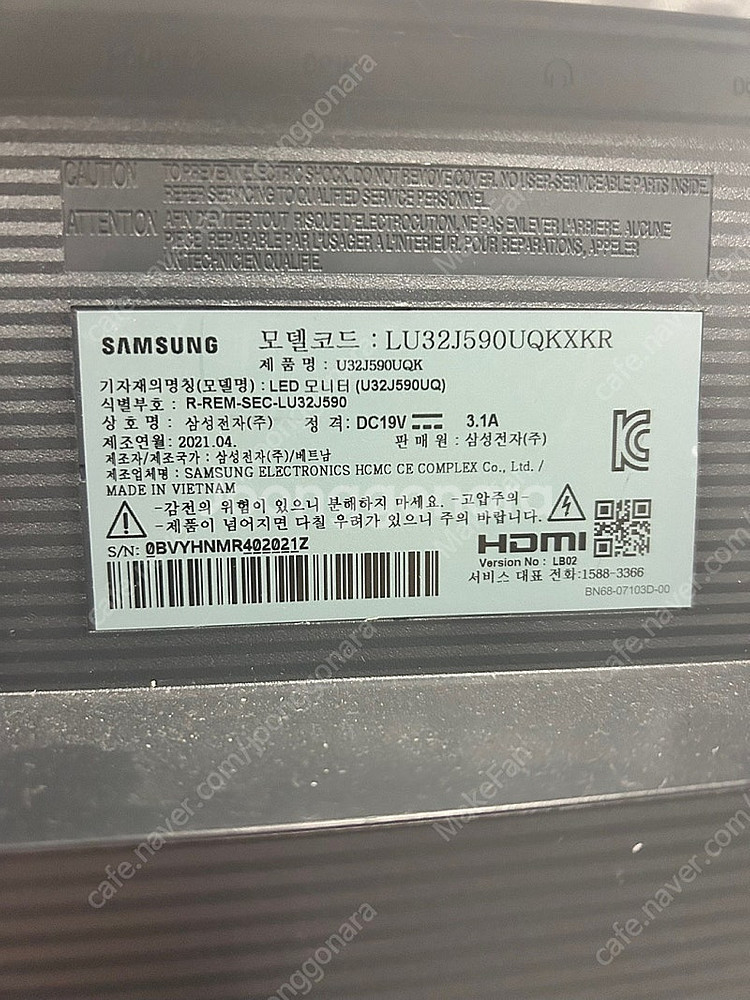 CAUTION TO PREVENT ELECTRIC SHOCK, DO NOT REMOVE COVER. NO USER-SERVICEABLE PARTS INSIDE.
REFER SERVICING TO QUALIFIED SERVICE PERSONNEL.
ATTENTION AFIN D'EVITER TOUT RISQUE D'ELECTROCUTION, NE PAS ENLEVER L'ARRIERE, AUCUNE
PIECE REPARABLE PAR L'USAGER A L'INTERIEUR. POUR REPARATIONS, APPELER
UN TECHNICIEN QUALIFIE.
SAMSUNG 모델코드 : LU32J590UQKXKR
제 품 명 : U32J590UQK
기자재의명칭(모델명) : LED 모니터 (U32J590UQ)
식별부호 : R-REM-SEC-LU32J590
상 호 명 : 삼성전자(주) 정 격: DC19V 3.1A
제조연월: 2021.04. 판 매 원 : 삼성전자(주)
제조자/제조국가 : 삼성전자(주)/베트남
제조업체명 : SAMSUNG ELECTRONICS HCMC CE COMPLEX Co., Ltd. /
MADE IN VIETNAM
-감전의 위험이 있으니 분해하지 마세요. -고압주의-
-제품이 넘어지면 다칠 우려가 있으니 주의 바랍니다.
S/N: 0BVYHNMR402021Z
HDMI
Version No : LB02
서비스 대표 전화:1588-3366
BN68-07103D-00
cafe.naver.com/joonggonara
MakeFan